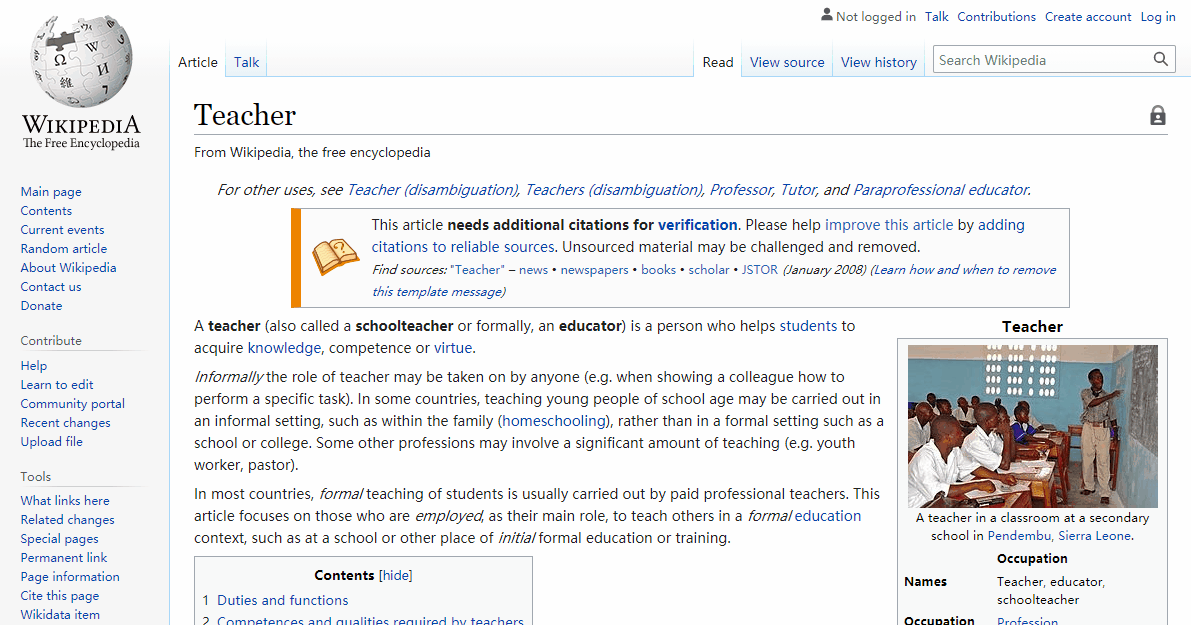 Not logged in Talk Contributions Create account Log in
Article Talk Read View source View history Search Wikipedia
WIKIPEDIA
The Free Encyclopedia
Main page
Contents
Current events
Random article
About Wikipedia
Contact us
Donate
Contribute
Help
Learn to edit
Community portal
Recent changes
Upload file
Tools
What links here
Related changes
Special pages
Permanent link
Page information
Cite this page
Wikidata item
Teacher
From Wikipedia, the free encyclopedia
For other uses, see Teacher (disambiguation), Teachers (disambiguation), Professor, Tutor, and Paraprofessional educator.
This article needs additional citations for verification. Please help improve this article by adding
citations to reliable sources. Unsourced material may be challenged and removed.
Find sources: "Teacher" – news • newspapers • books • scholar • JSTOR (January 2008) (Learn how and when to remove
this template message)
A teacher (also called a schoolteacher or formally, an educator) is a person who helps students to
acquire knowledge, competence or virtue.
Informally the role of teacher may be taken on by anyone (e.g. when showing a colleague how to
perform a specific task). In some countries, teaching young people of school age may be carried out in
an informal setting, such as within the family (homeschooling), rather than in a formal setting such as a
school or college. Some other professions may involve a significant amount of teaching (e.g. youth
worker, pastor).
In most countries, formal teaching of students is usually carried out by paid professional teachers. This
article focuses on those who are employed, as their main role, to teach others in a formal education
context, such as at a school or other place of initial formal education or training.
Contents [hide]
1 Duties and functions
2 Competences and qualities required by teachers
Teacher
A teacher in a classroom at a secondary
school in Pendembu, Sierra Leone.
Occupation
Names Teacher, educator,
schoolteacher
Occupation Profession